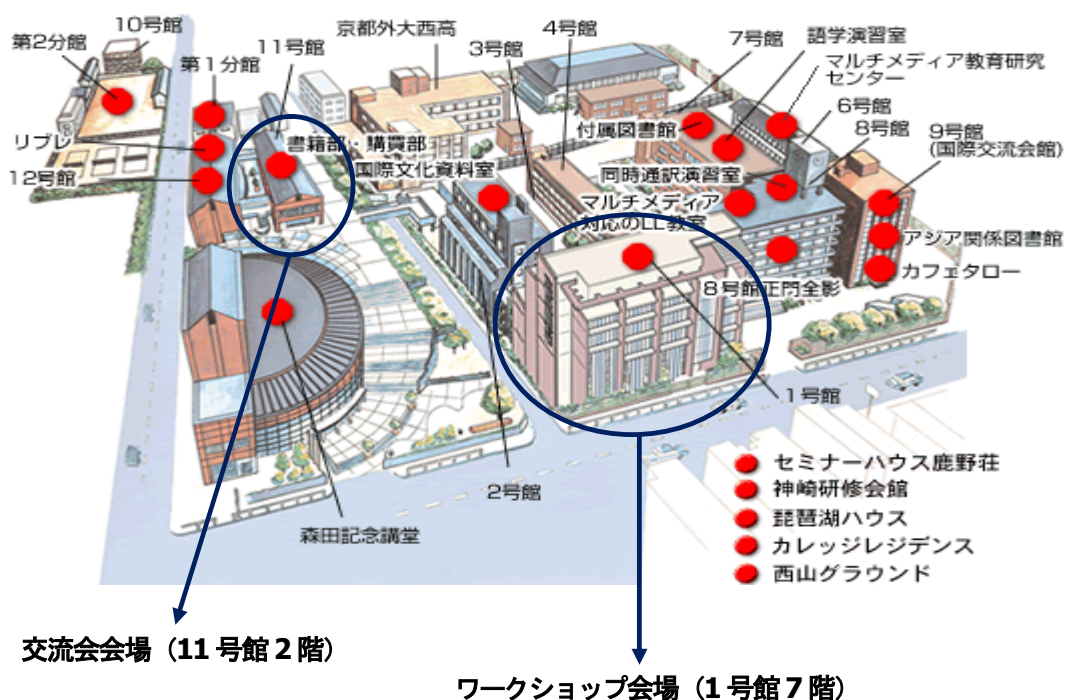 10号館
第2分館
11号館
第1分館
京都外大西高
3号館
4号館
7号館
語学演習室
マルチメディア教育研究
センター
6号館
8号館
9号館
(国際交流会館)
リブレ
12号館
書籍部・購買部
国際文化資料室
付属図書館
同時通訳演習室
マルチメディア
対応のLL教室
アジア関係図書館
カフェタロー
8号館正門全影
1号館
2号館
森田記念講堂
セミナーハウス鹿野荘
神崎研修会館
琵琶湖ハウス
カレッジレジデンス
西山グラウンド
交流会会場（11 号館 2 階）
ワークショップ会場（1 号館 7 階）